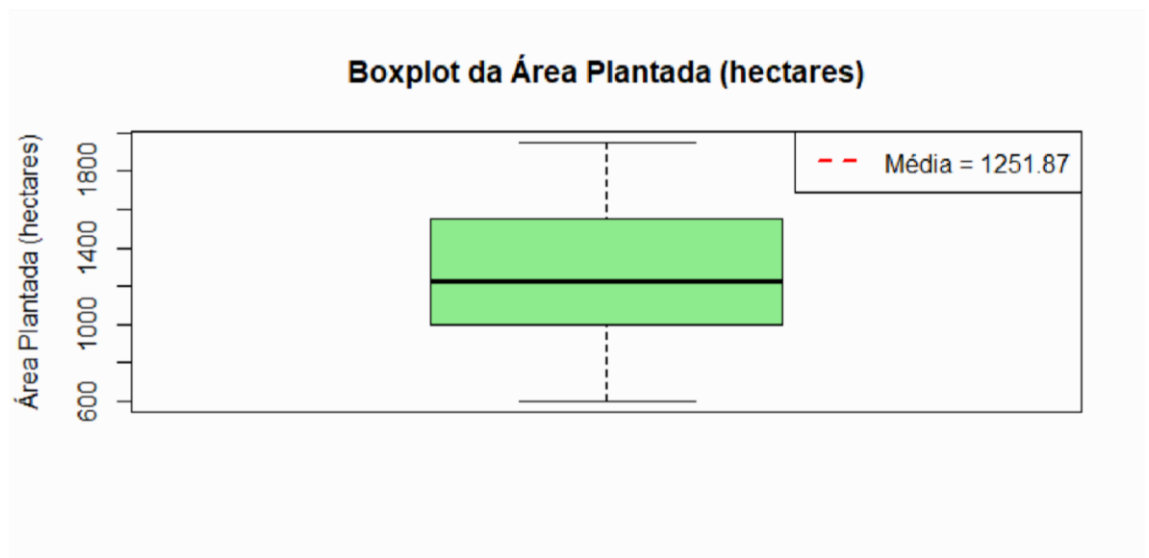 Boxplot da Área Plantada (hectares)
Área Plantada (hectares)
1800
1400
1000
600
Média = 1251.87